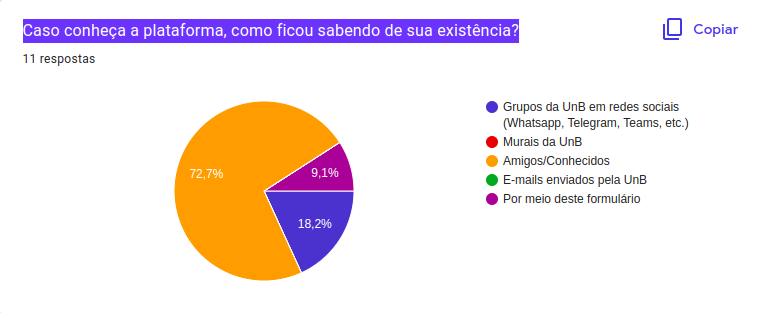 Caso conheça a plataforma, como ficou sabendo de sua existência?
Copiar
11 respostas
Grupos da UnB em redes sociais
(Whatsapp, Telegram, Teams, etc.)
Murais da UnB
Amigos/Conhecidos
E-mails enviados pela UnB
Por meio deste formulário
72,7%
9,1%
18,2%